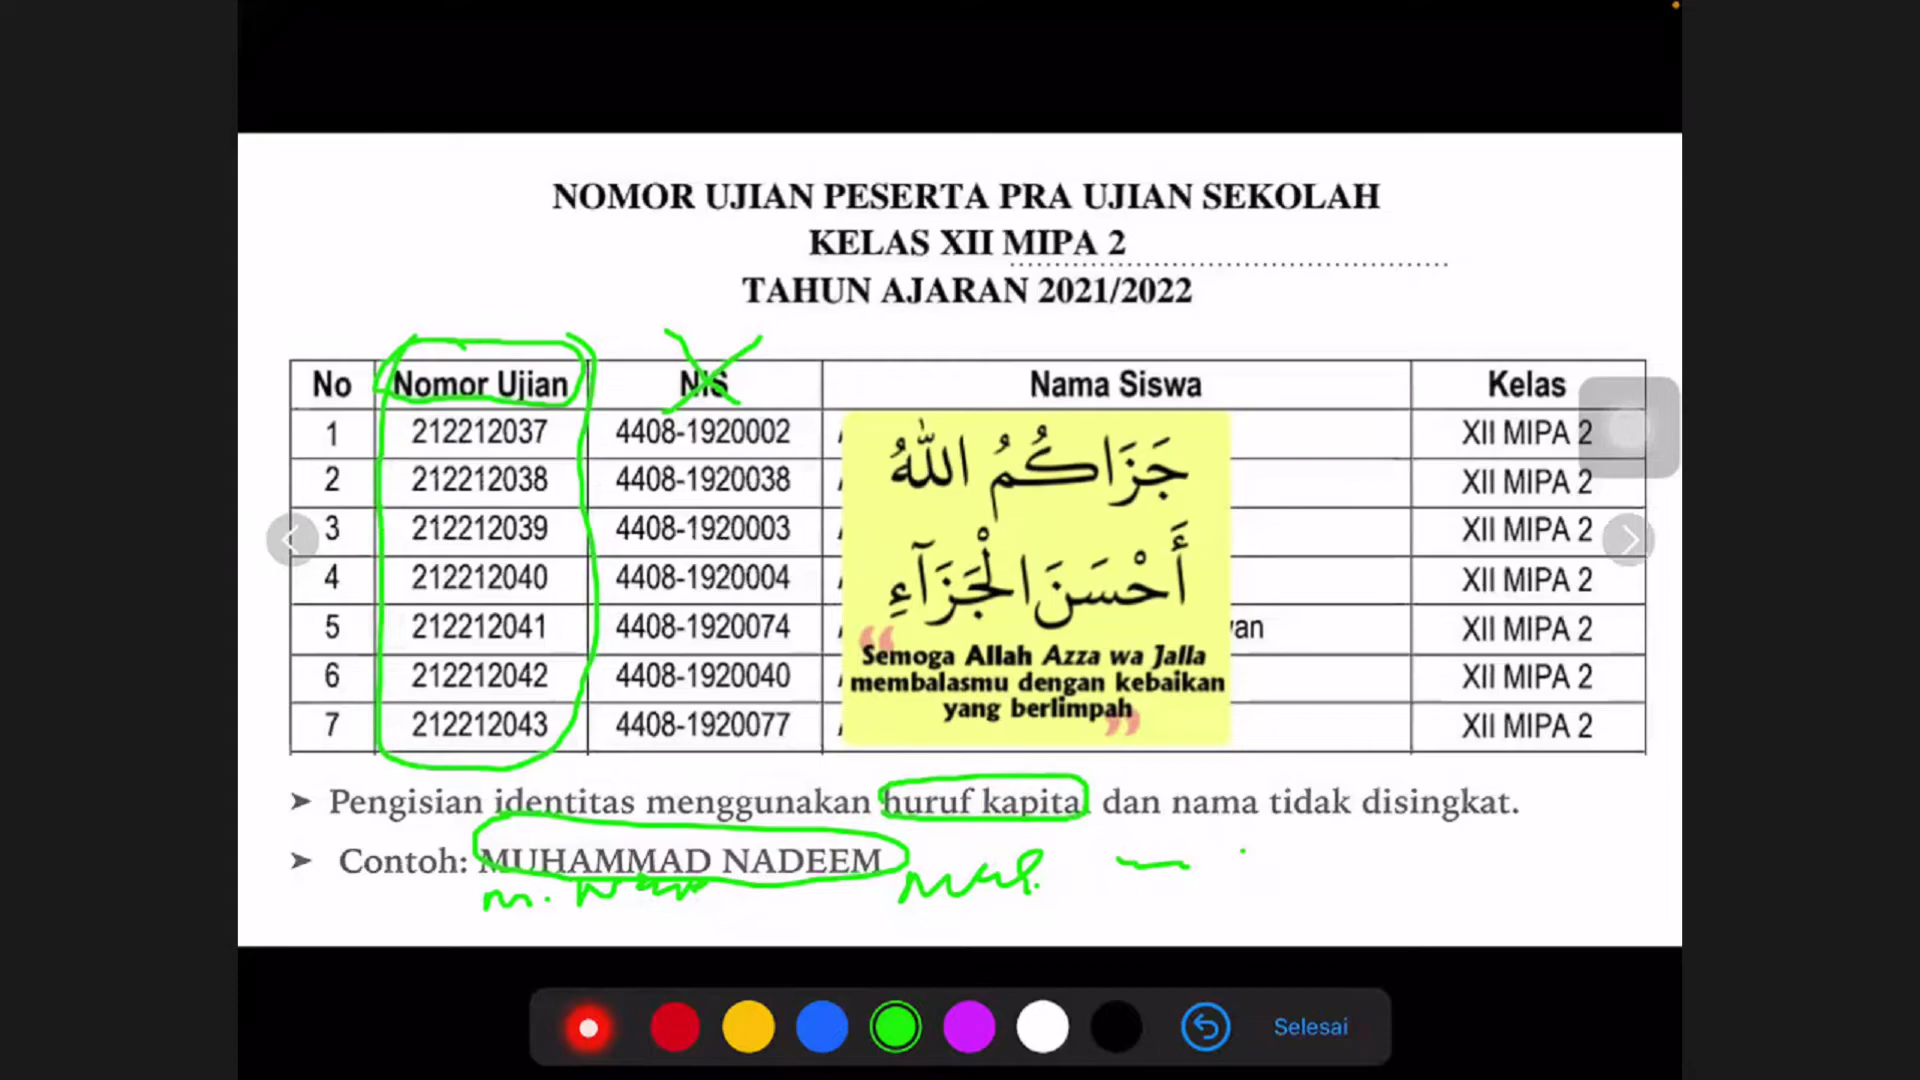 NOMOR UJIAN PESERTA PRA UJIAN SEKOLAH
KELAS XII MIPA 2
TAHUN AJARAN 2021/2022
No Nomor Ujian NIS Nama Siswa Kelas
1 212212037 4408-1920002 XII MIPA 2
2 212212038 4408-1920038 XII MIPA 2
3 212212039 4408-1920003 XII MIPA 2
4 212212040 4408-1920004 XII MIPA 2
5 212212041 4408-1920074 XII MIPA 2
6 212212042 4408-1920040 XII MIPA 2
7 212212043 4408-1920077 XII MIPA 2
جَزَاكُمُ اللّٰهُ
أَحْسَنَ الْجَزَآءِ
Semoga Allah Azza wa Jalla
membalasmu dengan kebaikan
yang berlimpah
➤ Pengisian identitas menggunakan huruf kapital dan nama tidak disingkat.
➤ Contoh: MUHAMMAD NADEEM
Selesai